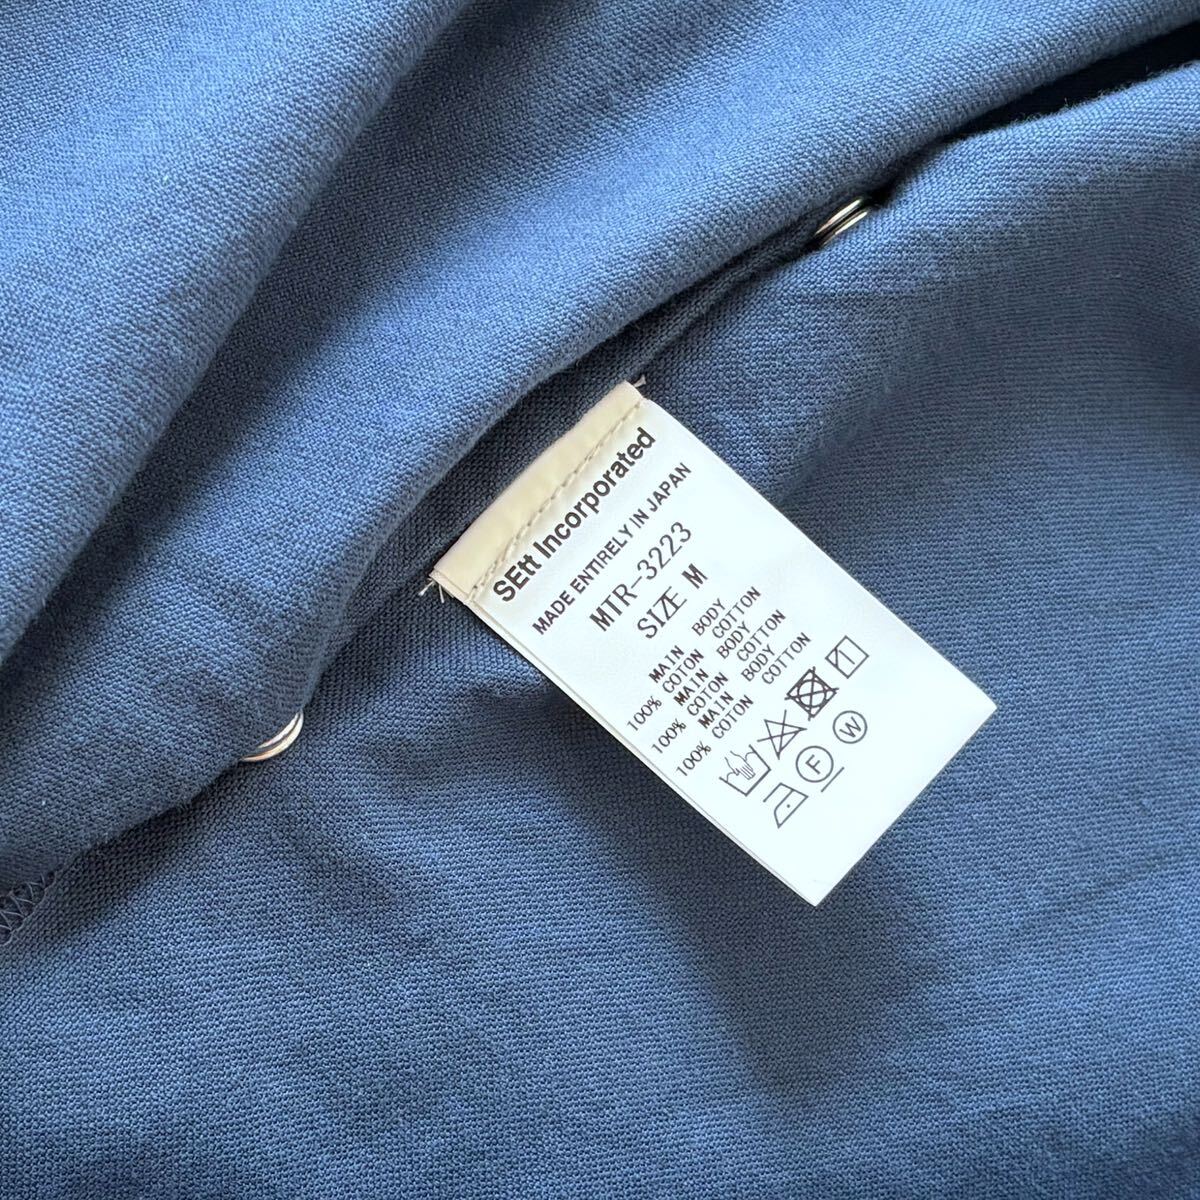 SEtt Incorporated
MADE ENTIRELY IN JAPAN
MTR-3223
SIZE M
MAIN BODY
100% COTON COTTON
MAIN BODY
100% COTON COTTON
MAIN BODY
100% COTON COTTON
1
F W